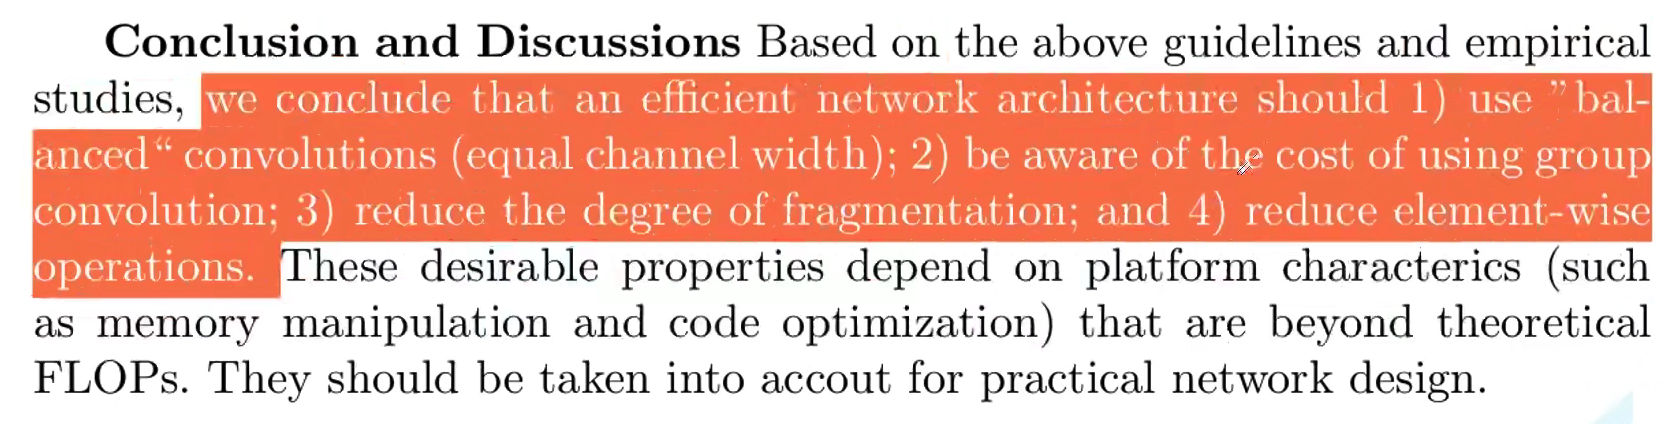 Conclusion and Discussions Based on the above guidelines and empirical
studies, we conclude that an efficient network architecture should 1) use ”bal-
anced“ convolutions (equal channel width); 2) be aware of the cost of using group
convolution; 3) reduce the degree of fragmentation; and 4) reduce element-wise
operations. These desirable properties depend on platform characterics (such
as memory manipulation and code optimization) that are beyond theoretical
FLOPs. They should be taken into accout for practical network design.